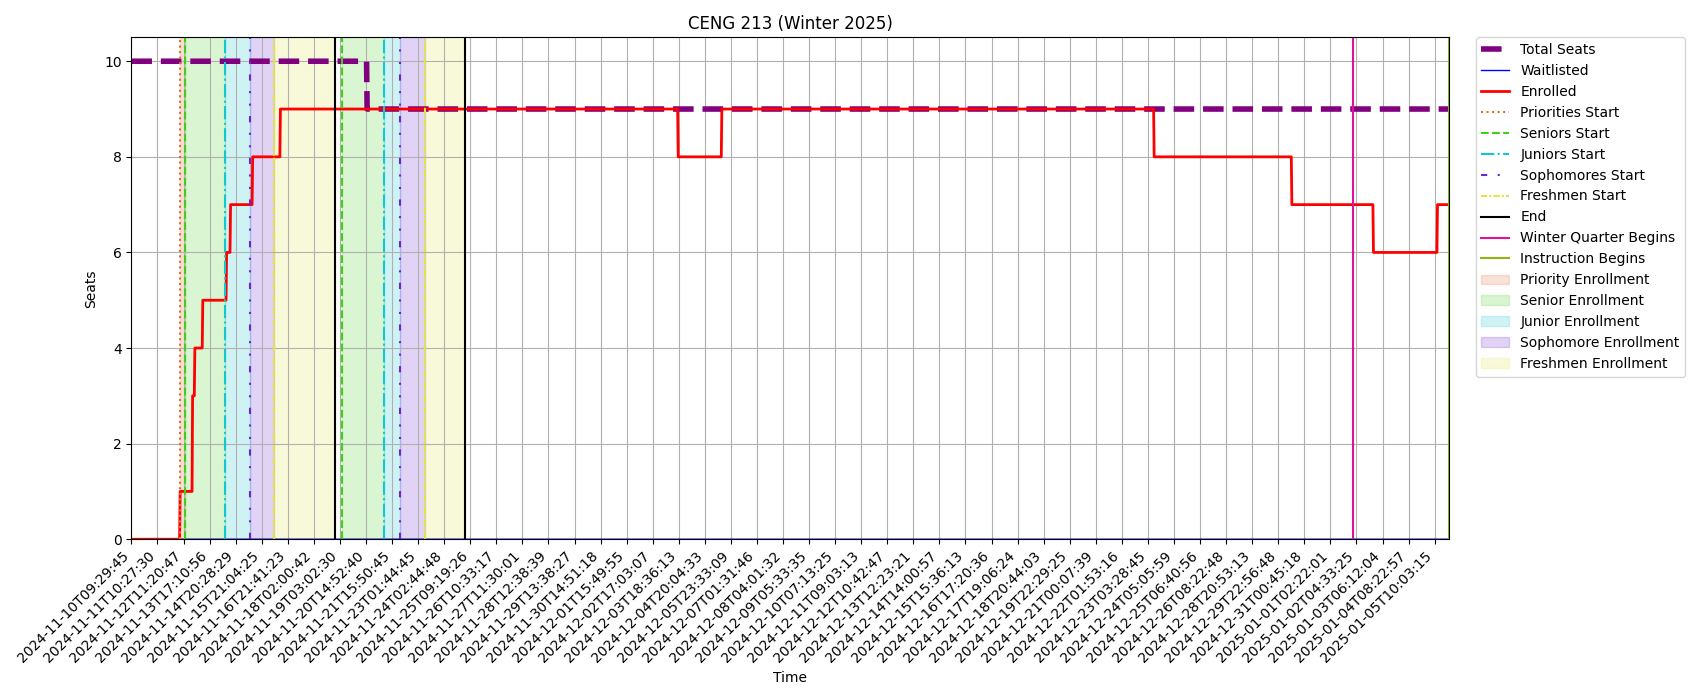 CENG 213 (Winter 2025)
Seats
10
8
6
4
2
0
2024-11-10T09:29:45
2024-11-11T10:27:30
2024-11-12T11:20:47
2024-11-13T17:10:56
2024-11-14T20:28:29
2024-11-15T21:04:25
2024-11-16T21:41:23
2024-11-18T02:00:42
2024-11-19T03:02:30
2024-11-20T14:52:40
2024-11-21T15:50:45
2024-11-23T01:44:45
2024-11-24T02:44:48
2024-11-25T09:19:26
2024-11-26T10:33:17
2024-11-27T11:30:01
2024-11-28T12:38:39
2024-11-29T13:38:27
2024-11-30T14:51:18
2024-12-01T15:49:55
2024-12-02T17:03:07
2024-12-03T18:36:13
2024-12-04T20:04:33
2024-12-05T23:33:09
2024-12-07T01:31:46
2024-12-08T04:01:32
2024-12-09T05:33:35
2024-12-10T07:13:25
2024-12-11T09:03:13
2024-12-12T10:42:47
2024-12-13T12:23:21
2024-12-14T14:00:57
2024-12-15T15:36:13
2024-12-16T17:20:36
2024-12-17T19:06:24
2024-12-18T20:44:03
2024-12-19T22:29:25
2024-12-21T00:07:39
2024-12-22T01:53:16
2024-12-23T03:28:45
2024-12-24T05:05:59
2024-12-25T06:40:56
2024-12-26T08:22:48
2024-12-28T20:53:13
2024-12-29T22:56:48
2024-12-31T00:45:18
2025-01-01T02:22:01
2025-01-02T04:33:25
2025-01-03T06:12:04
2025-01-04T08:22:57
2025-01-05T10:03:15
Time
Total Seats
Waitlisted
Enrolled
Priorities Start
Seniors Start
Juniors Start
Sophomores Start
Freshmen Start
End
Winter Quarter Begins
Instruction Begins
Priority Enrollment
Senior Enrollment
Junior Enrollment
Sophomore Enrollment
Freshmen Enrollment